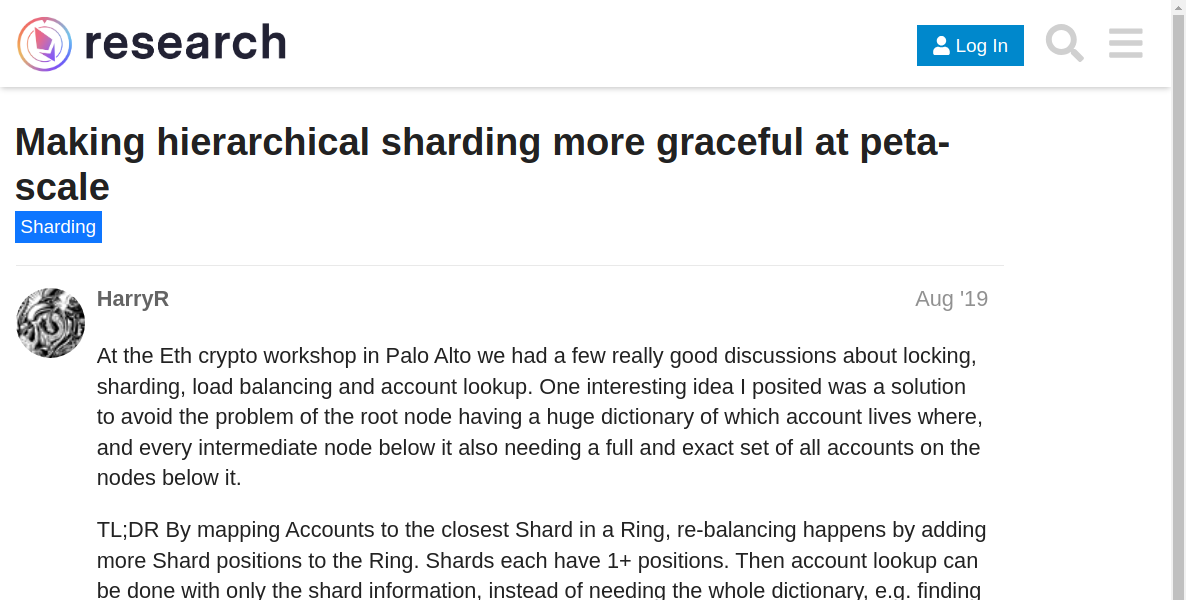 research
Log In
Making hierarchical sharding more graceful at peta-
scale
Sharding
HarryR
Aug '19
At the Eth crypto workshop in Palo Alto we had a few really good discussions about locking,
sharding, load balancing and account lookup. One interesting idea I posited was a solution
to avoid the problem of the root node having a huge dictionary of which account lives where,
and every intermediate node below it also needing a full and exact set of all accounts on the
nodes below it.
TL;DR By mapping Accounts to the closest Shard in a Ring, re-balancing happens by adding
more Shard positions to the Ring. Shards each have 1+ positions. Then account lookup can
be done with only the shard information, instead of needing the whole dictionary, e.g. finding